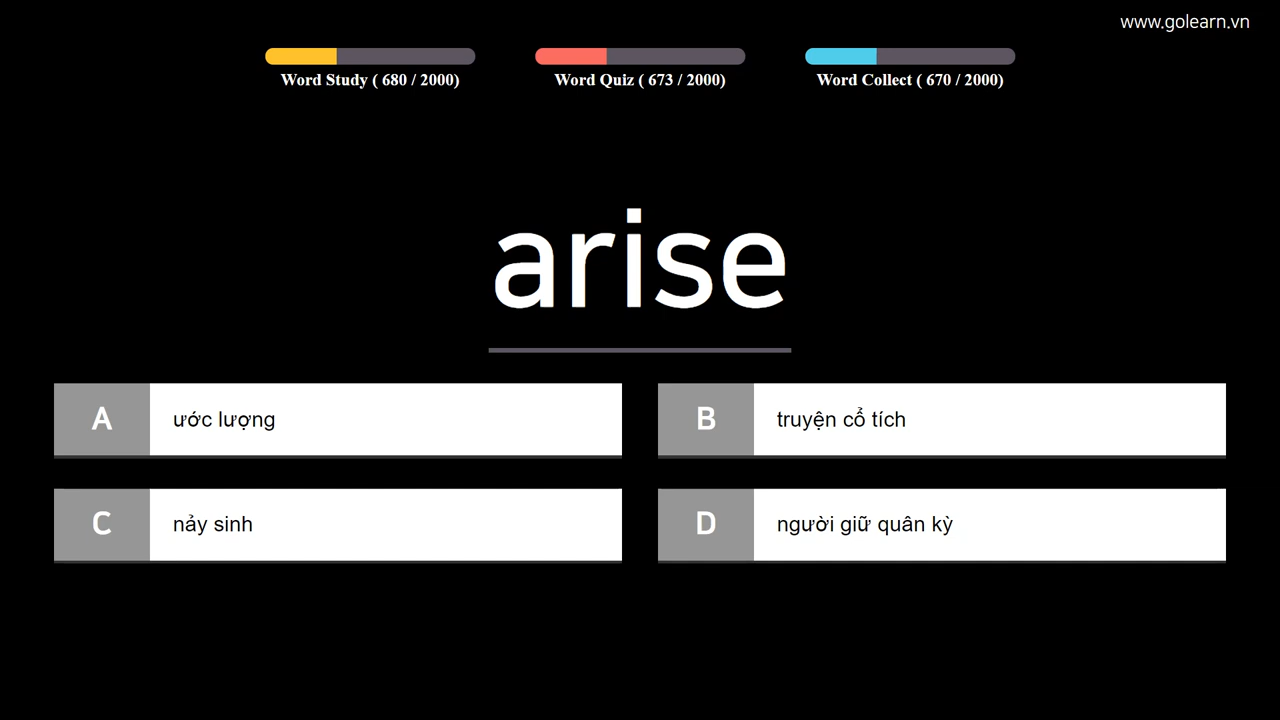 www.golearn.vn
Word Study ( 680 / 2000)
Word Quiz ( 673 / 2000)
Word Collect ( 670 / 2000)
arise
A ước lượng
B truyện cổ tích
C nảy sinh
D người giữ quân kỳ